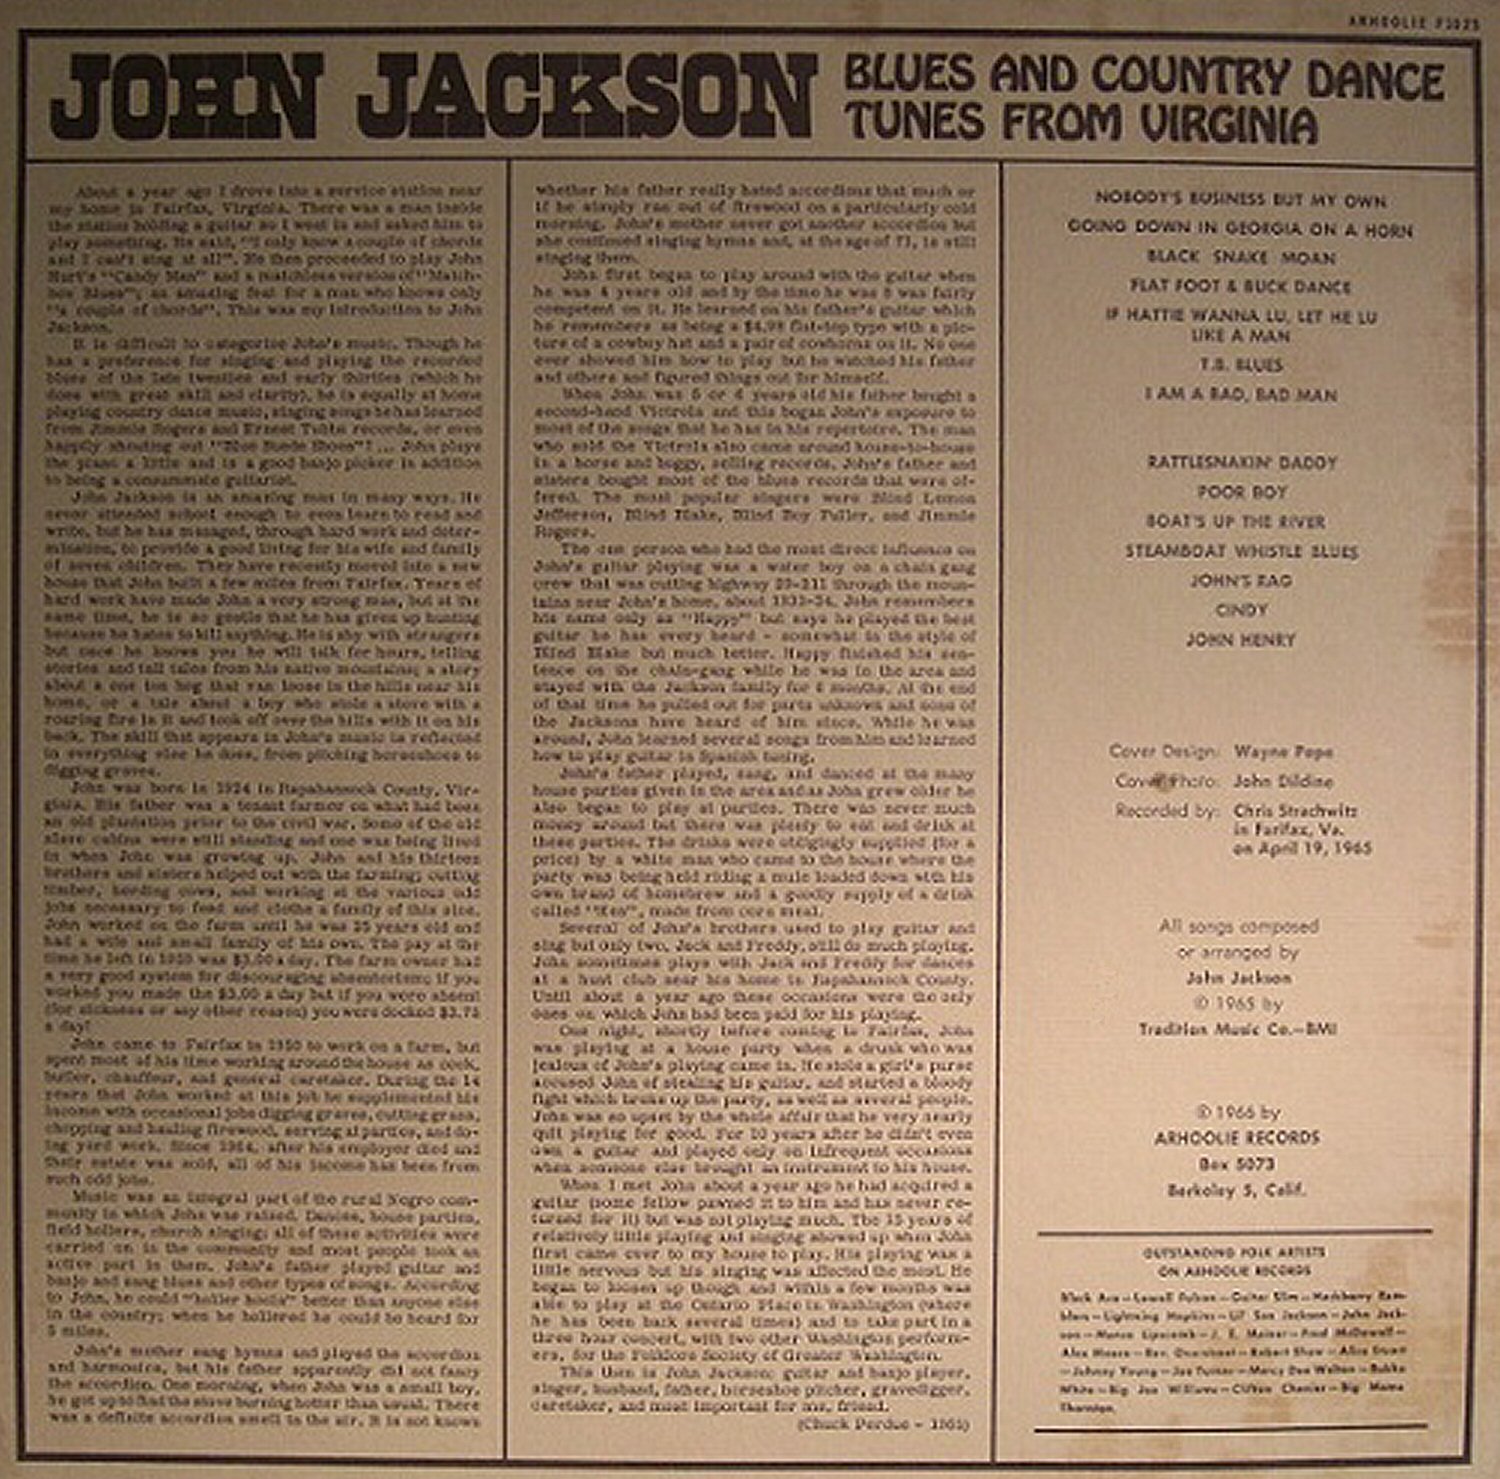 ARHOOLIE F1025
JOHN JACKSON
BLUES AND COUNTRY DANCE
TUNES FROM VIRGINIA
About a year ago I drove into a service station near
my home in Fairfax, Virginia. There was a man inside
the station holding a guitar so I went in and asked him to
play something. He said, "I only know a couple of chords
and I can't sing at all". He then proceeded to play John
Hurt's "Candy Man" and a matchless version of "Match-
box Blues"; an amazing feat for a man who knows only
"a couple of chords". This was my introduction to John
Jackson.
It is difficult to categorize John's music. Though he
has a preference for singing and playing the recorded
blues of the late twenties and early thirties (which he
does with great skill and clarity), he is equally at home
playing country dance music, singing songs he has learned
from Jimmie Rogers and Ernest Tubb records, or even
happily shouting out "Blue Suede Shoes"! ... John plays
the piano a little and is a good banjo picker in addition
to being a consummate guitarist.
John Jackson is an amazing man in many ways. He
never attended school enough to even learn to read and
write, but he has managed, through hard work and deter-
mination, to provide a good living for his wife and family
of seven children. They have recently moved into a new
house that John built a few miles from Fairfax. Years of
hard work have made John a very strong man, but at the
same time, he is so gentle that he has given up hunting
because he hates to kill anything. He is shy with strangers
but once he knows you he will talk for hours, telling
stories and tall tales from his native mountains; a story
about a one ton hog that ran loose in the hills near his
home, or a tale about a boy who stole a stove with a
roaring fire in it and took off over the hills with it on his
back. The skill that appears in John's music is reflected
in everything else he does, from pitching horseshoes to
digging graves.
John was born in 1924 in Rapahannock County, Vir-
ginia. His father was a tenant farmer on what had been
an old plantation prior to the civil war. Some of the old
slave cabins were still standing and one was being lived
in when John was growing up. John and his thirteen
brothers and sisters helped out with the farming; cutting
timber, herding cows, and working at the various odd
jobs necessary to feed and clothe a family of this size.
John worked on the farm until he was 25 years old and
had a wife and small family of his own. The pay at the
time he left in 1950 was $3.00 a day. The farm owner had
a very good system for discouraging absenteeism; if you
worked you made the $3.00 a day but if you were absent
(for sickness or any other reason) you were docked $3.75
a day!
John came to Fairfax in 1950 to work on a farm, but
spent most of his time working around the house as cook,
butler, chauffeur, and general caretaker. During the 14
years that John worked at this job he supplemented his
income with occasional jobs digging graves, cutting grass,
chopping and hauling firewood, serving at parties, and do-
ing yard work. Since 1964, after his employer died and
their estate was sold, all of his income has been from
such odd jobs.
Music was an integral part of the rural Negro com-
munity in which John was raised. Dances, house parties,
field hollers, church singing; all of these activities were
carried on in the community and most people took an
active part in them. John's father played guitar and
banjo and sang blues and other types of songs. According
to John, he could "holler hoola" better than anyone else
in the country; when he hollered he could be heard for
5 miles.
John's mother sang hymns and played the accordion
and harmonica, but his father apparently did not fancy
the accordion. One morning, when John was a small boy,
he got up to find the stove burning hotter than usual. There
was a definite accordion smell in the air. It is not known
whether his father really hated accordions that much or
if he simply ran out of firewood on a particularly cold
morning. John's mother never got another accordion but
she continued singing hymns and, at the age of 71, is still
singing them.
John first began to play around with the guitar when
he was 4 years old and by the time he was 8 was fairly
competent on it. He learned on his father's guitar which
he remembers as being a $4.98 flat-top type with a pic-
ture of a cowboy hat and a pair of cowhorns on it. No one
ever showed him how to play but he watched his father
and others and figured things out for himself.
When John was 5 or 6 years old his father bought a
second-hand Victrola and this began John's exposure to
most of the songs that he has in his repertoire. The man
who sold the Victrola also came around house-to-house
in a horse and buggy, selling records. John's father and
sisters bought most of the blues records that were of-
fered. The most popular singers were Blind Lemon
Jefferson, Blind Blake, Blind Boy Fuller, and Jimmie
Rogers.
The one person who had the most direct influence on
John's guitar playing was a water boy on a chain gang
crew that was cutting highway 29-211 through the moun-
tains near John's home, about 1933-34. John remembers
his name only as "Happy" but says he played the best
guitar he has every heard - somewhat in the style of
Blind Blake but much better. Happy finished his sen-
tence on the chain-gang while he was in the area and
stayed with the Jackson family for 6 months. At the end
of that time he pulled out for parts unknown and none of
the Jacksons have heard of him since. While he was
around, John learned several songs from him and learned
how to play guitar in Spanish tuning.
John's father played, sang, and danced at the many
house parties given in the area and as John grew older he
also began to play at parties. There was never much
money around but there was plenty to eat and drink at
these parties. The drinks were obligingly supplied (for a
price) by a white man who came to the house where the
party was being held riding a mule loaded down with his
own brand of homebrew and a goodly supply of a drink
called "Ken", made from corn meal.
Several of John's brothers used to play guitar and
sing but only two, Jack and Freddy, still do much playing.
John sometimes plays with Jack and Freddy for dances
at a hunt club near his home in Rapahannock County.
Until about a year ago these occasions were the only
ones on which John had been paid for his playing.
One night, shortly before coming to Fairfax, John
was playing at a house party when a drunk who was
jealous of John's playing came in. He stole a girl's purse
accused John of stealing his guitar, and started a bloody
fight which broke up the party, as well as several people.
John was so upset by the whole affair that he very nearly
quit playing for good. For 10 years after he didn't even
own a guitar and played only on infrequent occasions
when someone else brought an instrument to his house.
When I met John about a year ago he had acquired a
guitar (some fellow pawned it to him and has never re-
turned for it) but was not playing much. The 15 years of
relatively little playing and singing showed up when John
first came over to my house to play. His playing was a
little nervous but his singing was affected the most. He
began to loosen up though and within a few months was
able to play at the Ontario Place in Washington (where
he has been back several times) and to take part in a
three hour concert, with two other Washington perform-
ers, for the Folklore Society of Greater Washington.
This then is John Jackson: guitar and banjo player,
singer, husband, father, horseshoe pitcher, gravedigger,
caretaker, and most important for me, friend.
(Chuck Perdue - 1965)
NOBODY'S BUSINESS BUT MY OWN
GOING DOWN IN GEORGIA ON A HORN
BLACK SNAKE MOAN
FLAT FOOT & BUCK DANCE
IF HATTIE WANNA LU, LET HE LU
LIKE A MAN
T.B. BLUES
I AM A BAD, BAD MAN
RATTLESNAKIN' DADDY
POOR BOY
BOAT'S UP THE RIVER
STEAMBOAT WHISTLE BLUES
JOHN'S RAG
CINDY
JOHN HENRY
Cover Design: Wayne Pope
Cover Photo: John Dildine
Recorded by: Chris Strachwitz
in Farifax, Va.
on April 19, 1965
All songs composed
or arranged by
John Jackson
© 1965 by
Tradition Music Co.-BMI
℗ 1966 by
ARHOOLIE RECORDS
Box 5073
Berkeley 5, Calif.
OUTSTANDING FOLK ARTISTS
ON ARHOOLIE RECORDS
Black Ace-Lowell Fulson-Guitar Slim-Hackberry Ram-
blers-Lightning Hopkins-Lil' Son Jackson-John Jack-
son-Mance Lipscomb-J. E. Mainer-Fred McDowell-
Alex Moore-Rev. Overstreet-Robert Shaw-Alice Stuart
-Johnny Young-Joe Turner-Mercy Dee Walton-Bukka
White-Big Joe Williams-Clifton Chenier-Big Mama
Thornton.